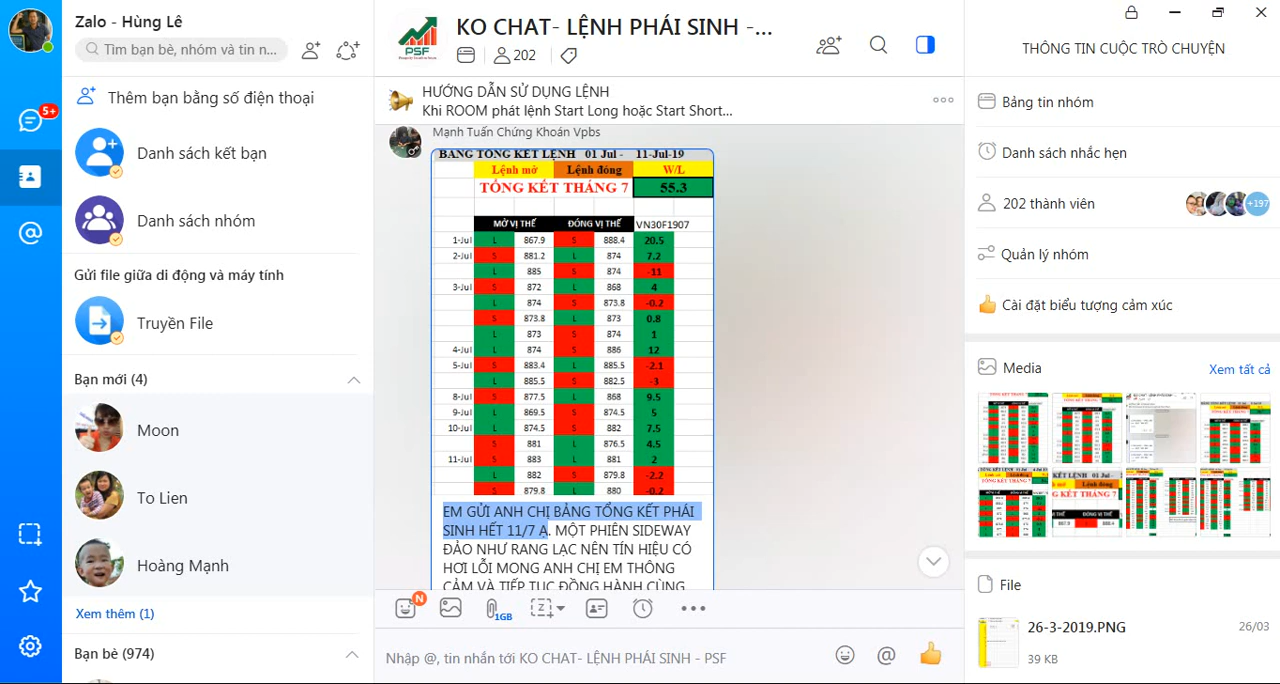 Zalo - Hùng Lê
Tìm bạn bè, nhóm và tin n...
Thêm bạn bằng số điện thoại
5+
Danh sách kết bạn
Danh sách nhóm
Gửi file giữa di động và máy tính
Truyền File
Bạn mới (4)
Moon
To Lien
Hoàng Mạnh
Xem thêm (1)
Bạn bè (974)
PSF
KO CHAT- LỆNH PHÁI SINH -...
202
HƯỚNG DẪN SỬ DỤNG LỆNH
Khi ROOM phát lệnh Start Long hoặc Start Short...
Mạnh Tuấn Chứng Khoán Vpbs
BẢNG TỔNG KẾT LỆNH 01 Jul - 11-Jul-19
Lệnh mở Lệnh đóng W/L
TỔNG KẾT THÁNG 7 55.3
MỞ VỊ THẾ ĐÓNG VỊ THẾ VN30F1907
1-Jul L 867.9 S 888.4 20.5
2-Jul S 881.2 L 874 7.2
L 885 S 874 -11
3-Jul S 872 L 868 4
L 874 S 873.8 -0.2
S 873.8 L 873 0.8
L 873 S 874 1
4-Jul L 874 S 886 12
5-Jul S 883.4 L 885.5 -2.1
L 885.5 S 882.5 -3
8-Jul S 877.5 L 868 9.5
9-Jul L 869.5 S 874.5 5
10-Jul L 874.5 S 882 7.5
S 881 L 876.5 4.5
11-Jul S 883 L 881 2
L 882 S 879.8 -2.2
S 879.8 L 880 -0.2
EM GỬI ANH CHỊ BẢNG TỔNG KẾT PHÁI
SINH HẾT 11/7 Ạ. MỘT PHIÊN SIDEWAY
ĐẢO NHƯ RANG LẠC NÊN TÍN HIỆU CÓ
HƠI LỖI MONG ANH CHỊ EM THÔNG
CẢM VÀ TIẾP TỤC ĐỒNG HÀNH CÙNG
N
1GB
Nhập @, tin nhắn tới KO CHAT- LỆNH PHÁI SINH - PSF
THÔNG TIN CUỘC TRÒ CHUYỆN
Bảng tin nhóm
Danh sách nhắc hẹn
202 thành viên
+197
Quản lý nhóm
Cài đặt biểu tượng cảm xúc
Media
Xem tất cả
File
26-3-2019.PNG
26/03
39 KB